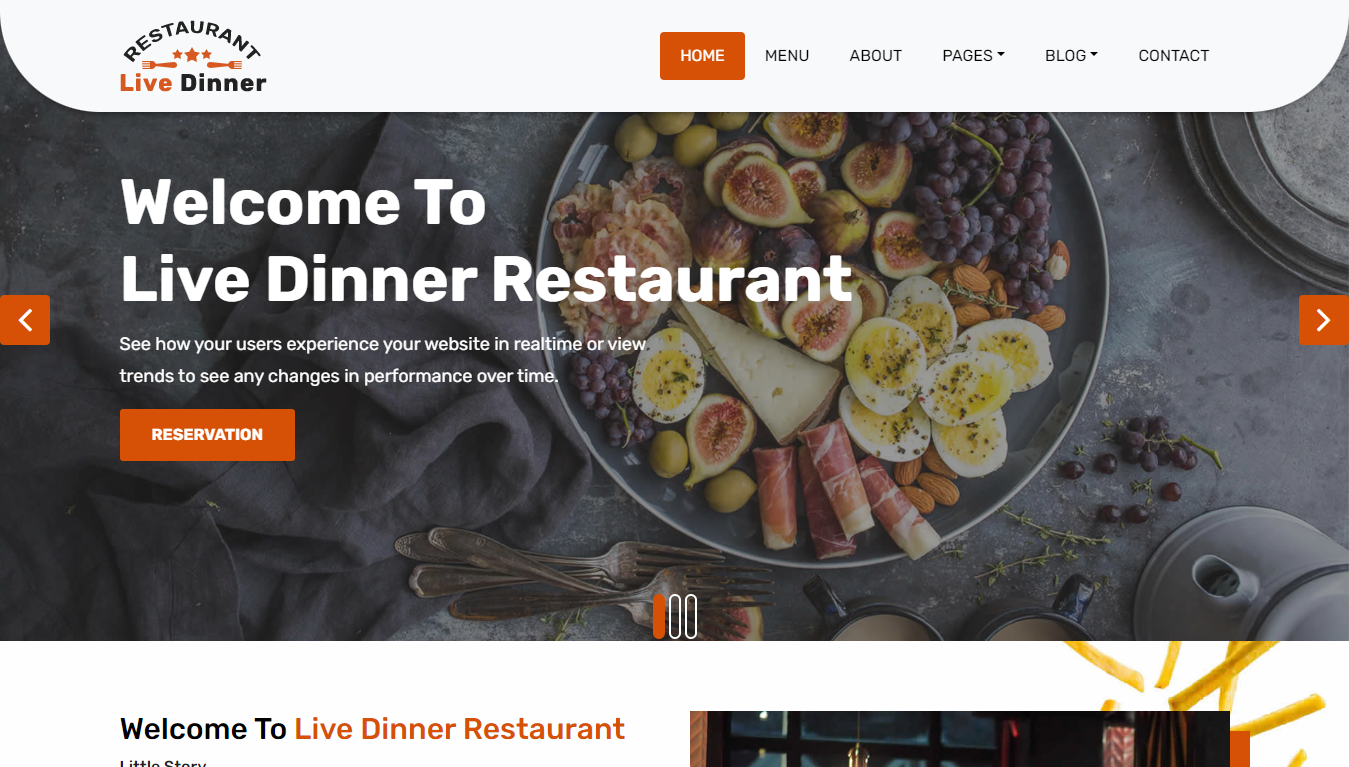 RESTAURANT
Live Dinner
HOME
MENU
ABOUT
PAGES
BLOG
CONTACT
Welcome To
Live Dinner Restaurant
See how your users experience your website in realtime or view
trends to see any changes in performance over time.
RESERVATION
Welcome To Live Dinner Restaurant
Little Story